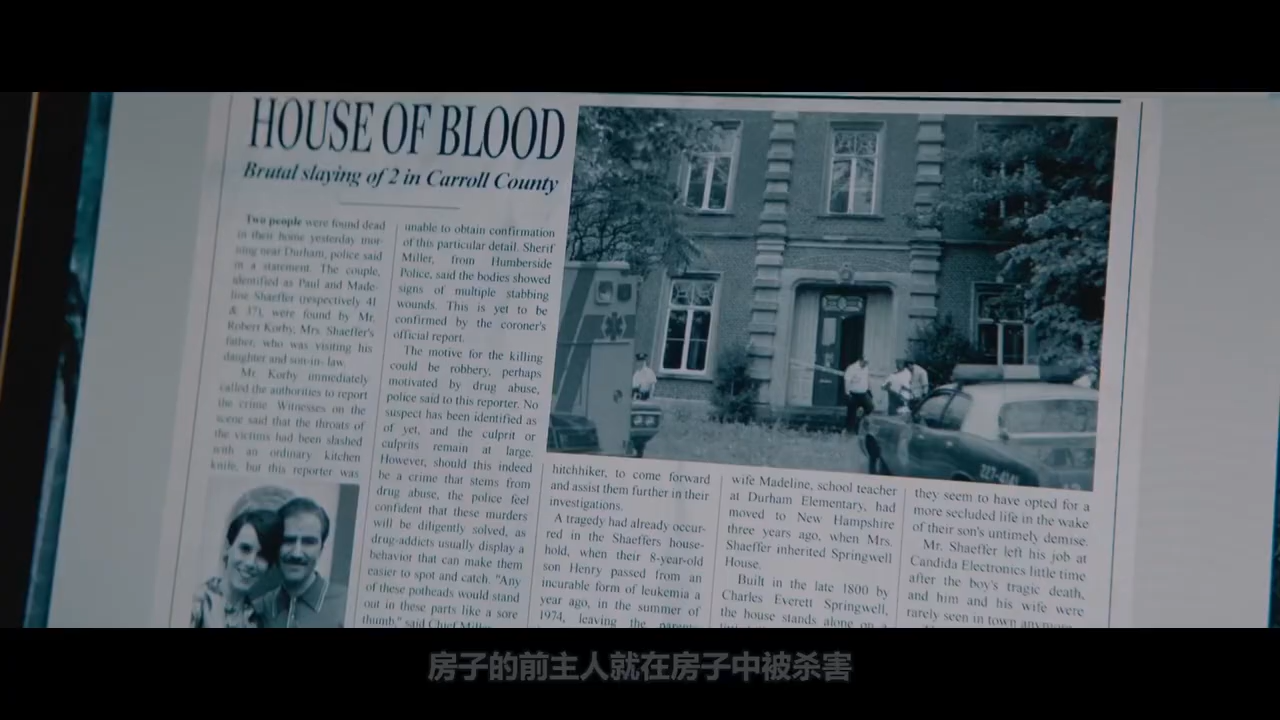 HOUSE OF BLOOD
Brutal slaying of 2 in Carroll County
Two people were found dead
in their home yesterday mor-
ning near Durham, police said
in a statement. The couple,
identified as Paul and Made-
line Shaeffer (respectively 41
& 37), were found by Mr.
Robert Korby, Mrs. Shaeffer's
father, who was visiting his
daughter and son-in- law.
Mr. Korby immediately
called the authorities to report
the crime. Witnesses on the
scene said that the throats of
the victims had been slashed
with an ordinary kitchen
knife, but this reporter was
unable to obtain confirmation
of this particular detail. Sherif
Miller, from Humberside
Police, said the bodies showed
signs of multiple stabbing
wounds. This is yet to be
confirmed by the coroner's
official report.
The motive for the killing
could be robbery, perhaps
motivated by drug abuse,
police said to this reporter. No
suspect has been identified as
of yet, and the culprit or
culprits remain at large.
However, should this indeed
be a crime that stems from
drug abuse, the police feel
confident that these murders
will be diligently solved, as
drug-addicts usually display a
behavior that can make them
easier to spot and catch. "Any
of these potheads would stand
out in these parts like a sore
thumb," said Chief Miller
hitchhiker, to come forward
and assist them further in their
investigations.
A tragedy had already occur-
red in the Shaeffers house-
hold, when their 8-year-old
son Henry passed from an
incurable form of leukemia a
year ago, in the summer of
1974, leaving the parents
wife Madeline, school teacher
at Durham Elementary, had
moved to New Hampshire
three years ago, when Mrs.
Shaeffer inherited Springwell
House.
Built in the late 1800 by
Charles Everett Springwell,
the house stands alone on a
they seem to have opted for a
more secluded life in the wake
of their son's untimely demise.
Mr. Shaeffer left his job at
Candida Electronics little time
after the boy's tragic death,
and him and his wife were
rarely seen in town anymore.
房子的前主人就在房子中被杀害